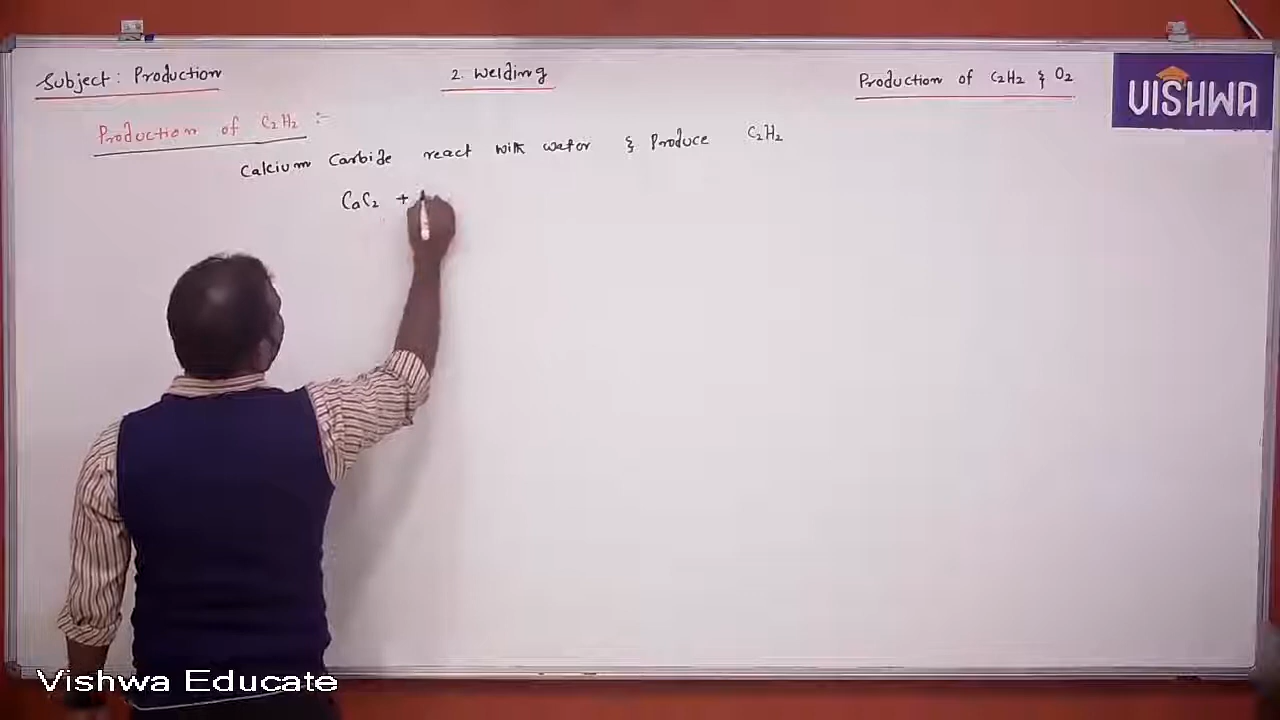 Subject: Production
2. Welding
Production of C2H2 & O2
VISHWA
Production of C2H2 :-
Calcium Carbide react with water & Produce C2H2
CaC2 +
Vishwa Educate